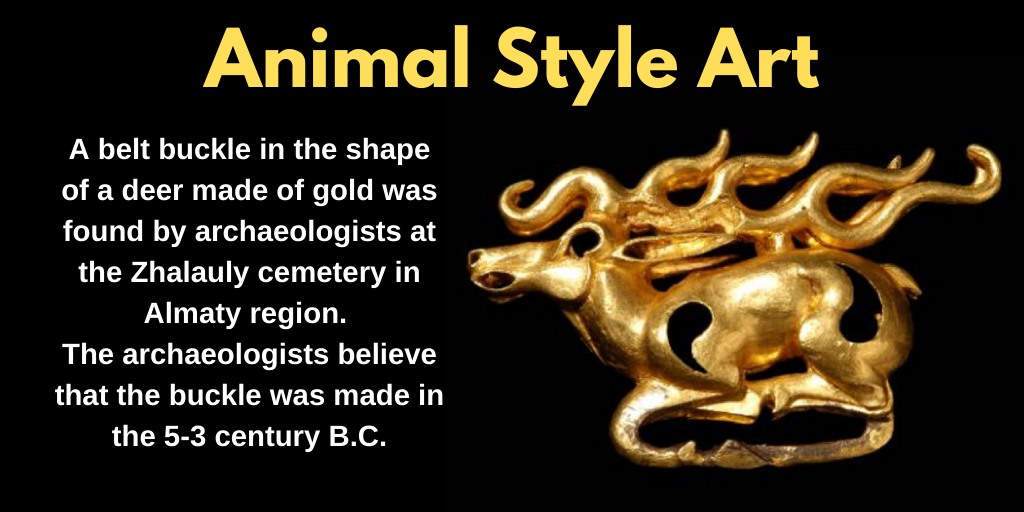 Animal Style Art
A belt buckle in the shape
of a deer made of gold was
found by archaeologists at
the Zhalauly cemetery in
Almaty region.
The archaeologists believe
that the buckle was made in
the 5-3 century B.C.